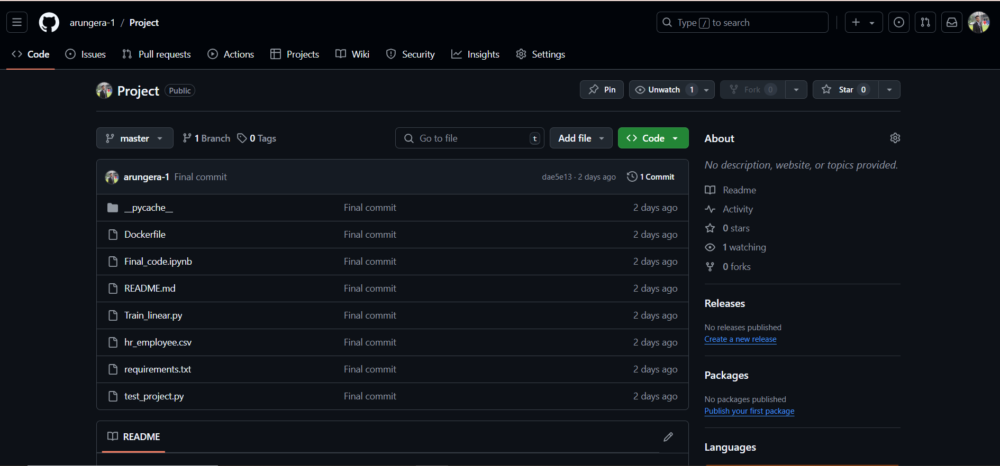 arungera-1 / Project
Type / to search
Code Issues Pull requests Actions Projects Wiki Security Insights Settings
Project Public
Pin Unwatch 1 Fork 0 Star 0
master 1 Branch 0 Tags Go to file t Add file Code
About
No description, website, or topics provided.
arungera-1 Final commit dae5e13 · 2 days ago 1 Commit
__pycache__ Final commit 2 days ago
Dockerfile Final commit 2 days ago
Final_code.ipynb Final commit 2 days ago
README.md Final commit 2 days ago
Train_linear.py Final commit 2 days ago
hr_employee.csv Final commit 2 days ago
requirements.txt Final commit 2 days ago
test_project.py Final commit 2 days ago
README
Readme
Activity
0 stars
1 watching
0 forks
Releases
No releases published
Create a new release
Packages
No packages published
Publish your first package
Languages